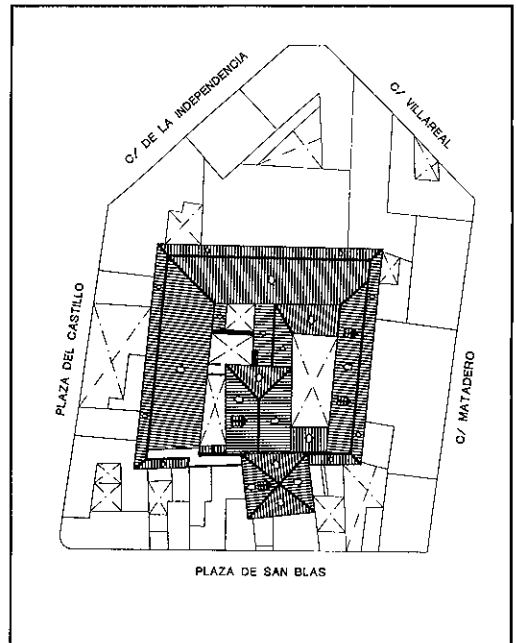 C/ DE LA INDEPENDENCIA
C/ VILLAREAL
PLAZA DEL CASTILLO
C/ MATADERO
PLAZA DE SAN BLAS